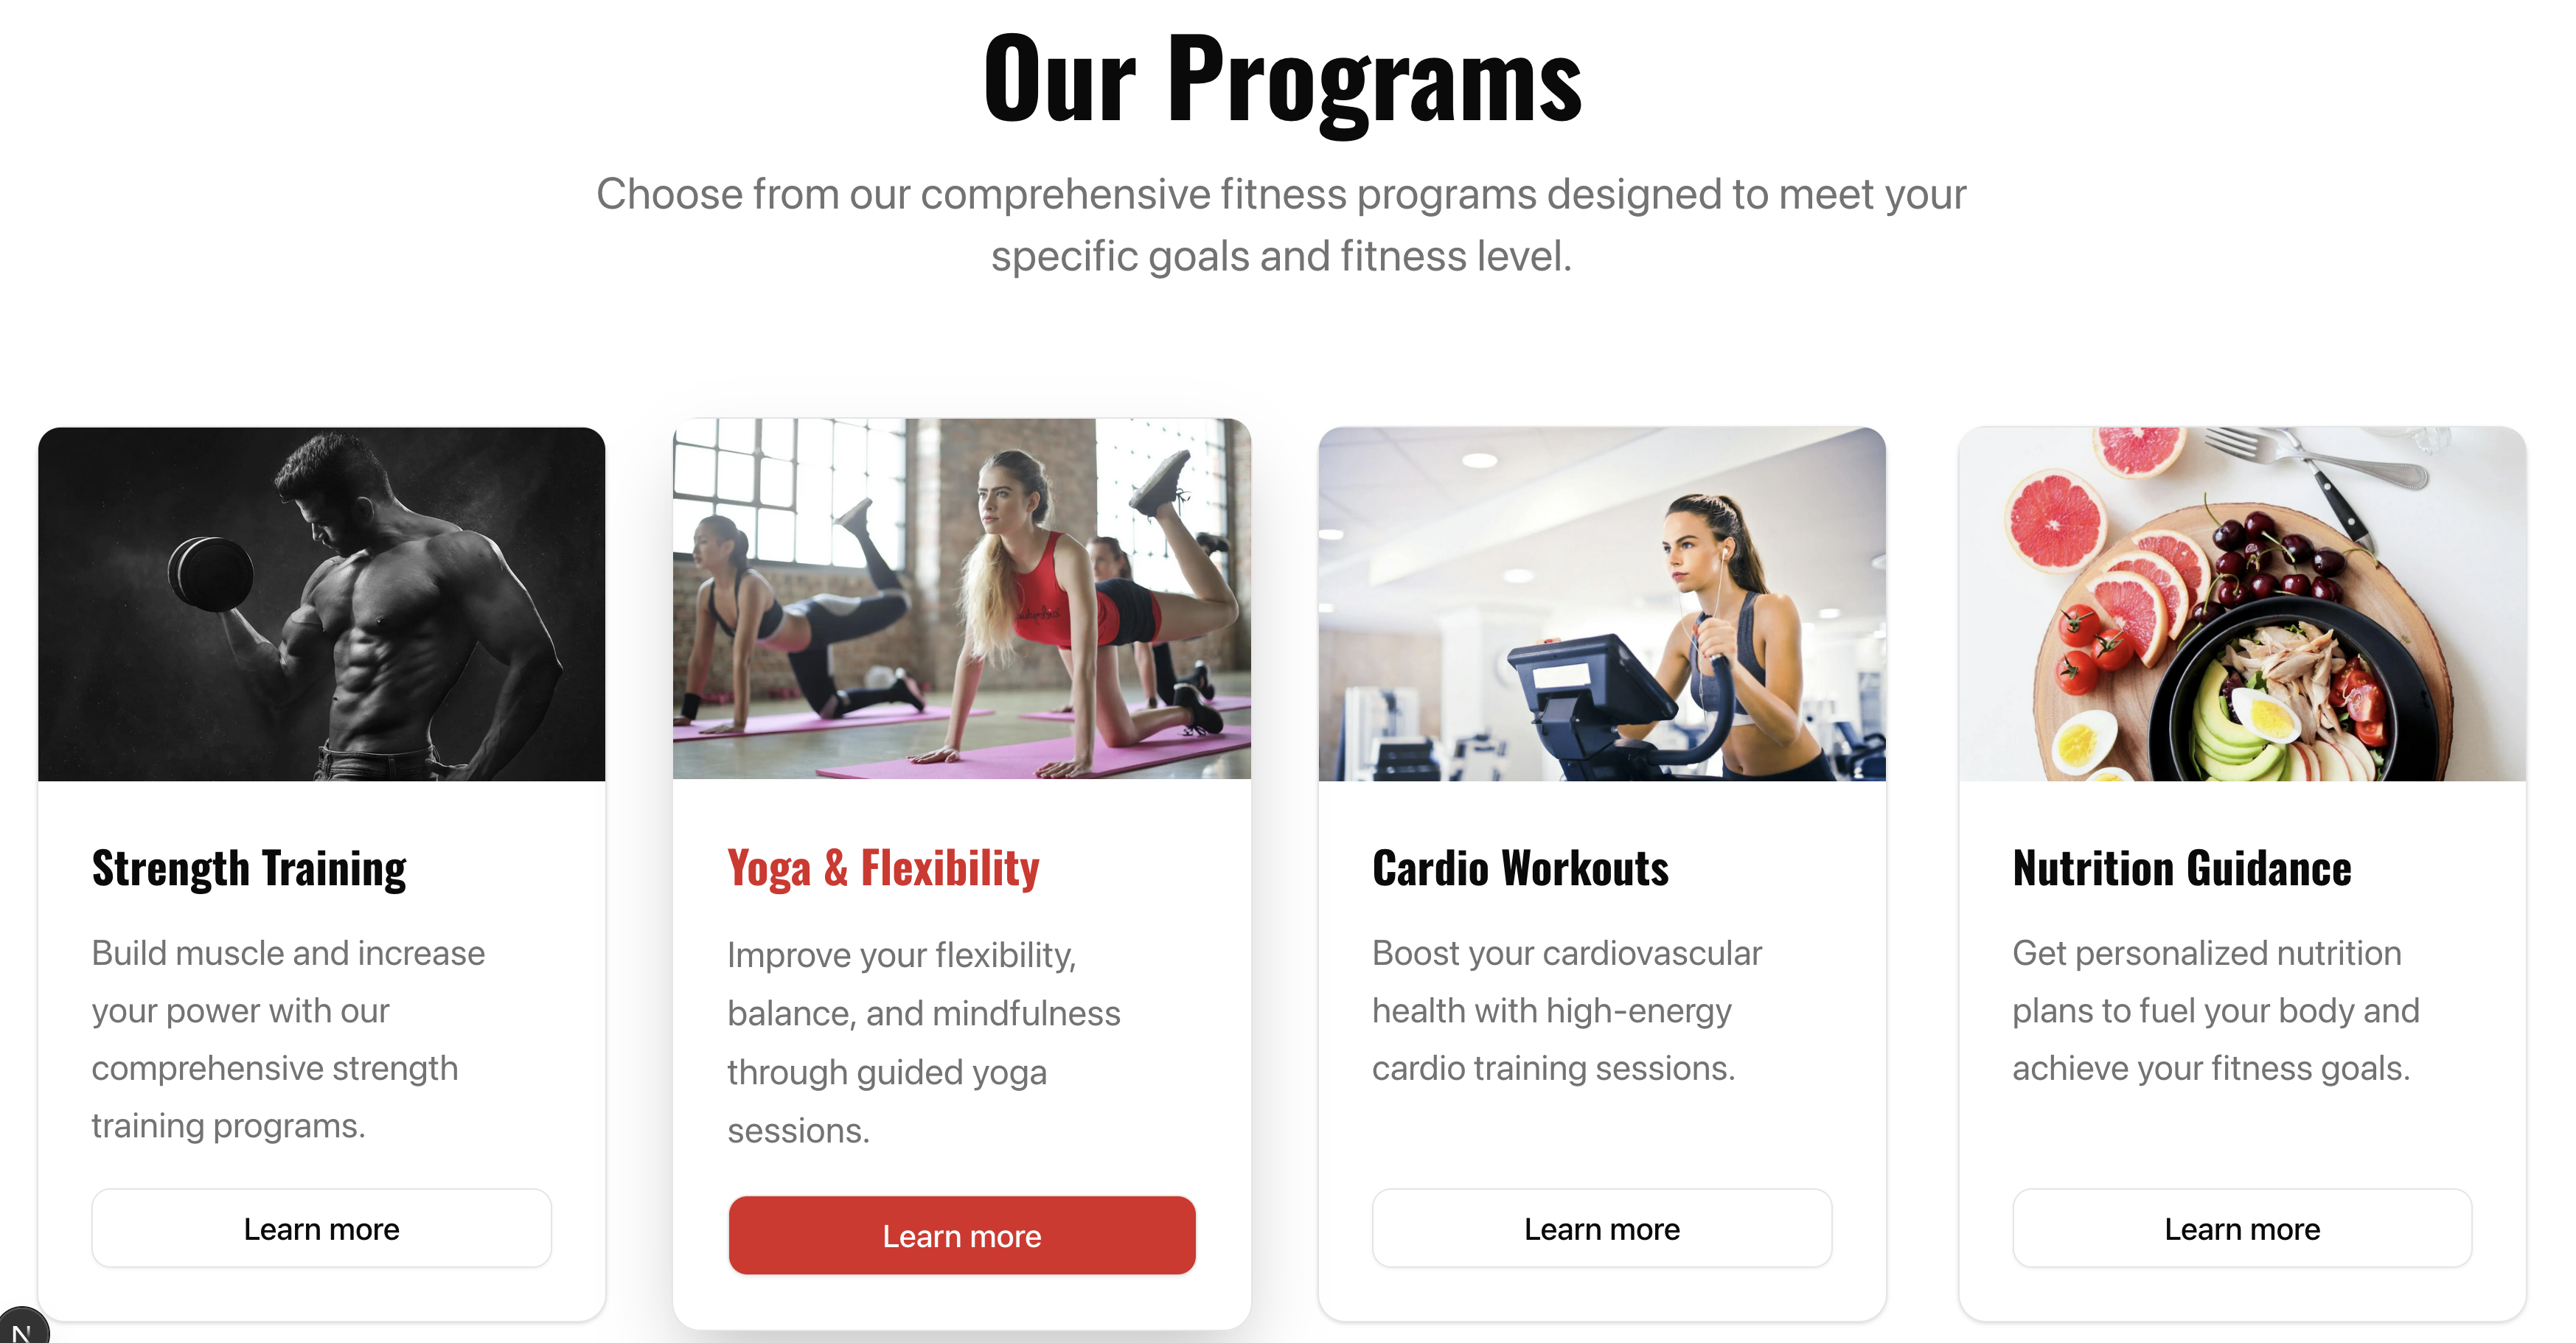 Our Programs
Choose from our comprehensive fitness programs designed to meet your
specific goals and fitness level.
Strength Training
Build muscle and increase
your power with our
comprehensive strength
training programs.
Learn more
Yoga & Flexibility
Improve your flexibility,
balance, and mindfulness
through guided yoga
sessions.
Learn more
Cardio Workouts
Boost your cardiovascular
health with high-energy
cardio training sessions.
Learn more
Nutrition Guidance
Get personalized nutrition
plans to fuel your body and
achieve your fitness goals.
Learn more
N